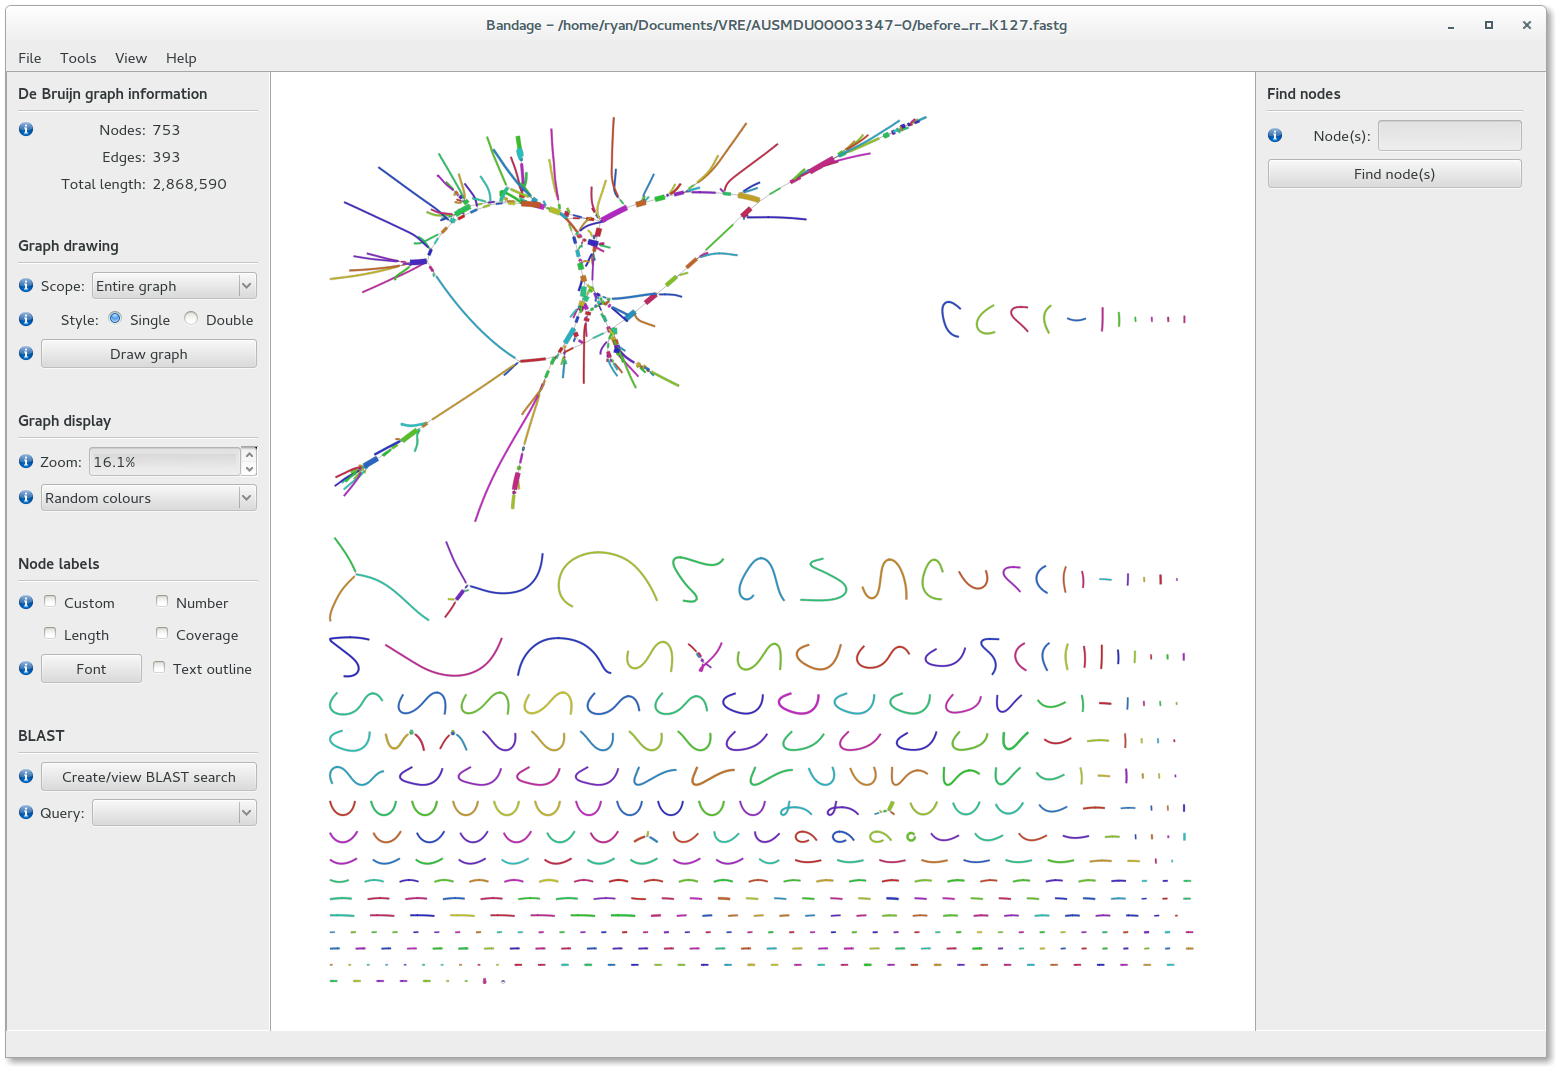 Bandage - /home/ryan/Documents/VRE/AUSMDU00003347-0/before_rr_K127.fastg
File Tools View Help
De Bruijn graph information
Nodes: 753
Edges: 393
Total length: 2,868,590
Graph drawing
Scope: Entire graph
Style: Single Double
Draw graph
Graph display
Zoom: 16.1%
Random colours
Node labels
Custom Number
Length Coverage
Font Text outline
BLAST
Create/view BLAST search
Query:
Find nodes
Node(s):
Find node(s)